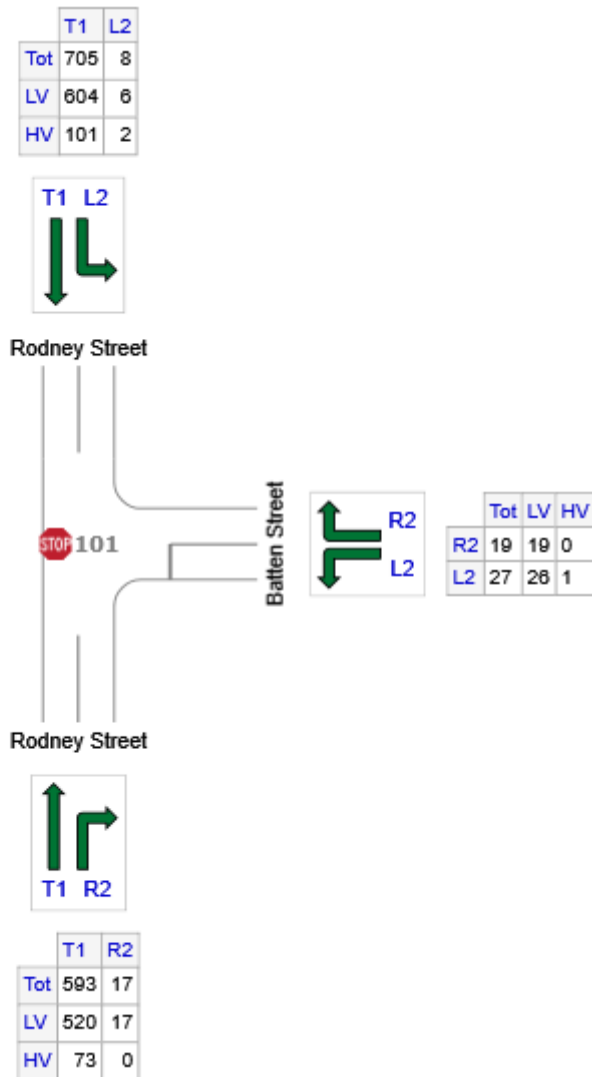 T1 L2
Tot 705 8
LV 604 6
HV 101 2
T1 L2
Rodney Street
STOP 101
Batten Street
R2
L2
Tot LV HV
R2 19 19 0
L2 27 26 1
Rodney Street
T1 R2
T1 R2
Tot 593 17
LV 520 17
HV 73 0